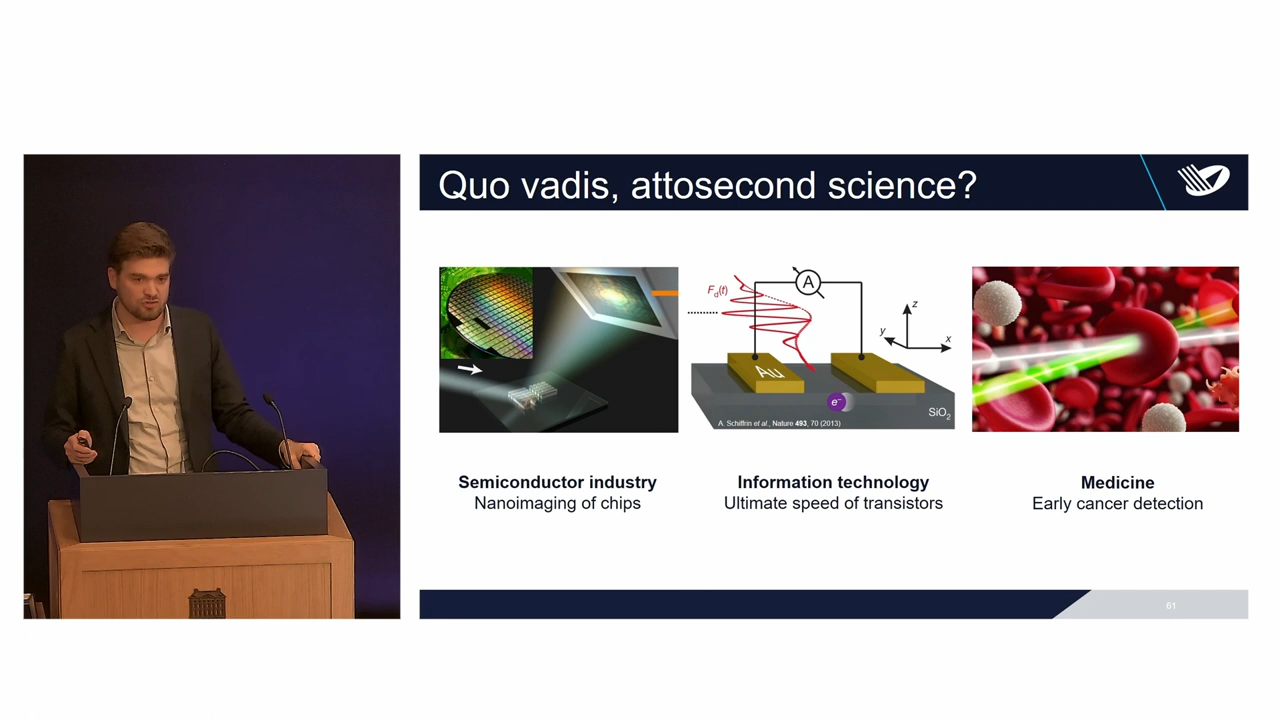 Quo vadis, attosecond science?
F_d(t)
A
z
y
x
Au
e⁻
SiO₂
A. Schiffrin et al., Nature 493, 70 (2013)
Semiconductor industry
Nanoimaging of chips
Information technology
Ultimate speed of transistors
Medicine
Early cancer detection
61